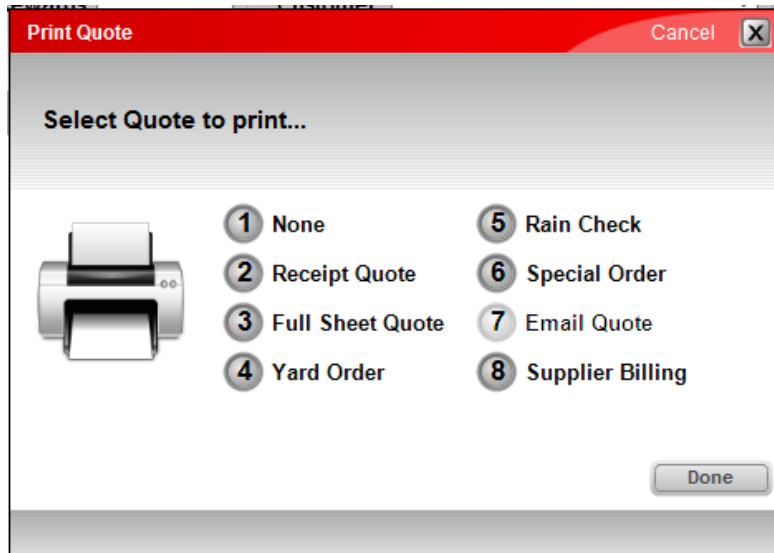 Print Quote
Cancel X
Select Quote to print...
1 None
2 Receipt Quote
3 Full Sheet Quote
4 Yard Order
5 Rain Check
6 Special Order
7 Email Quote
8 Supplier Billing
Done